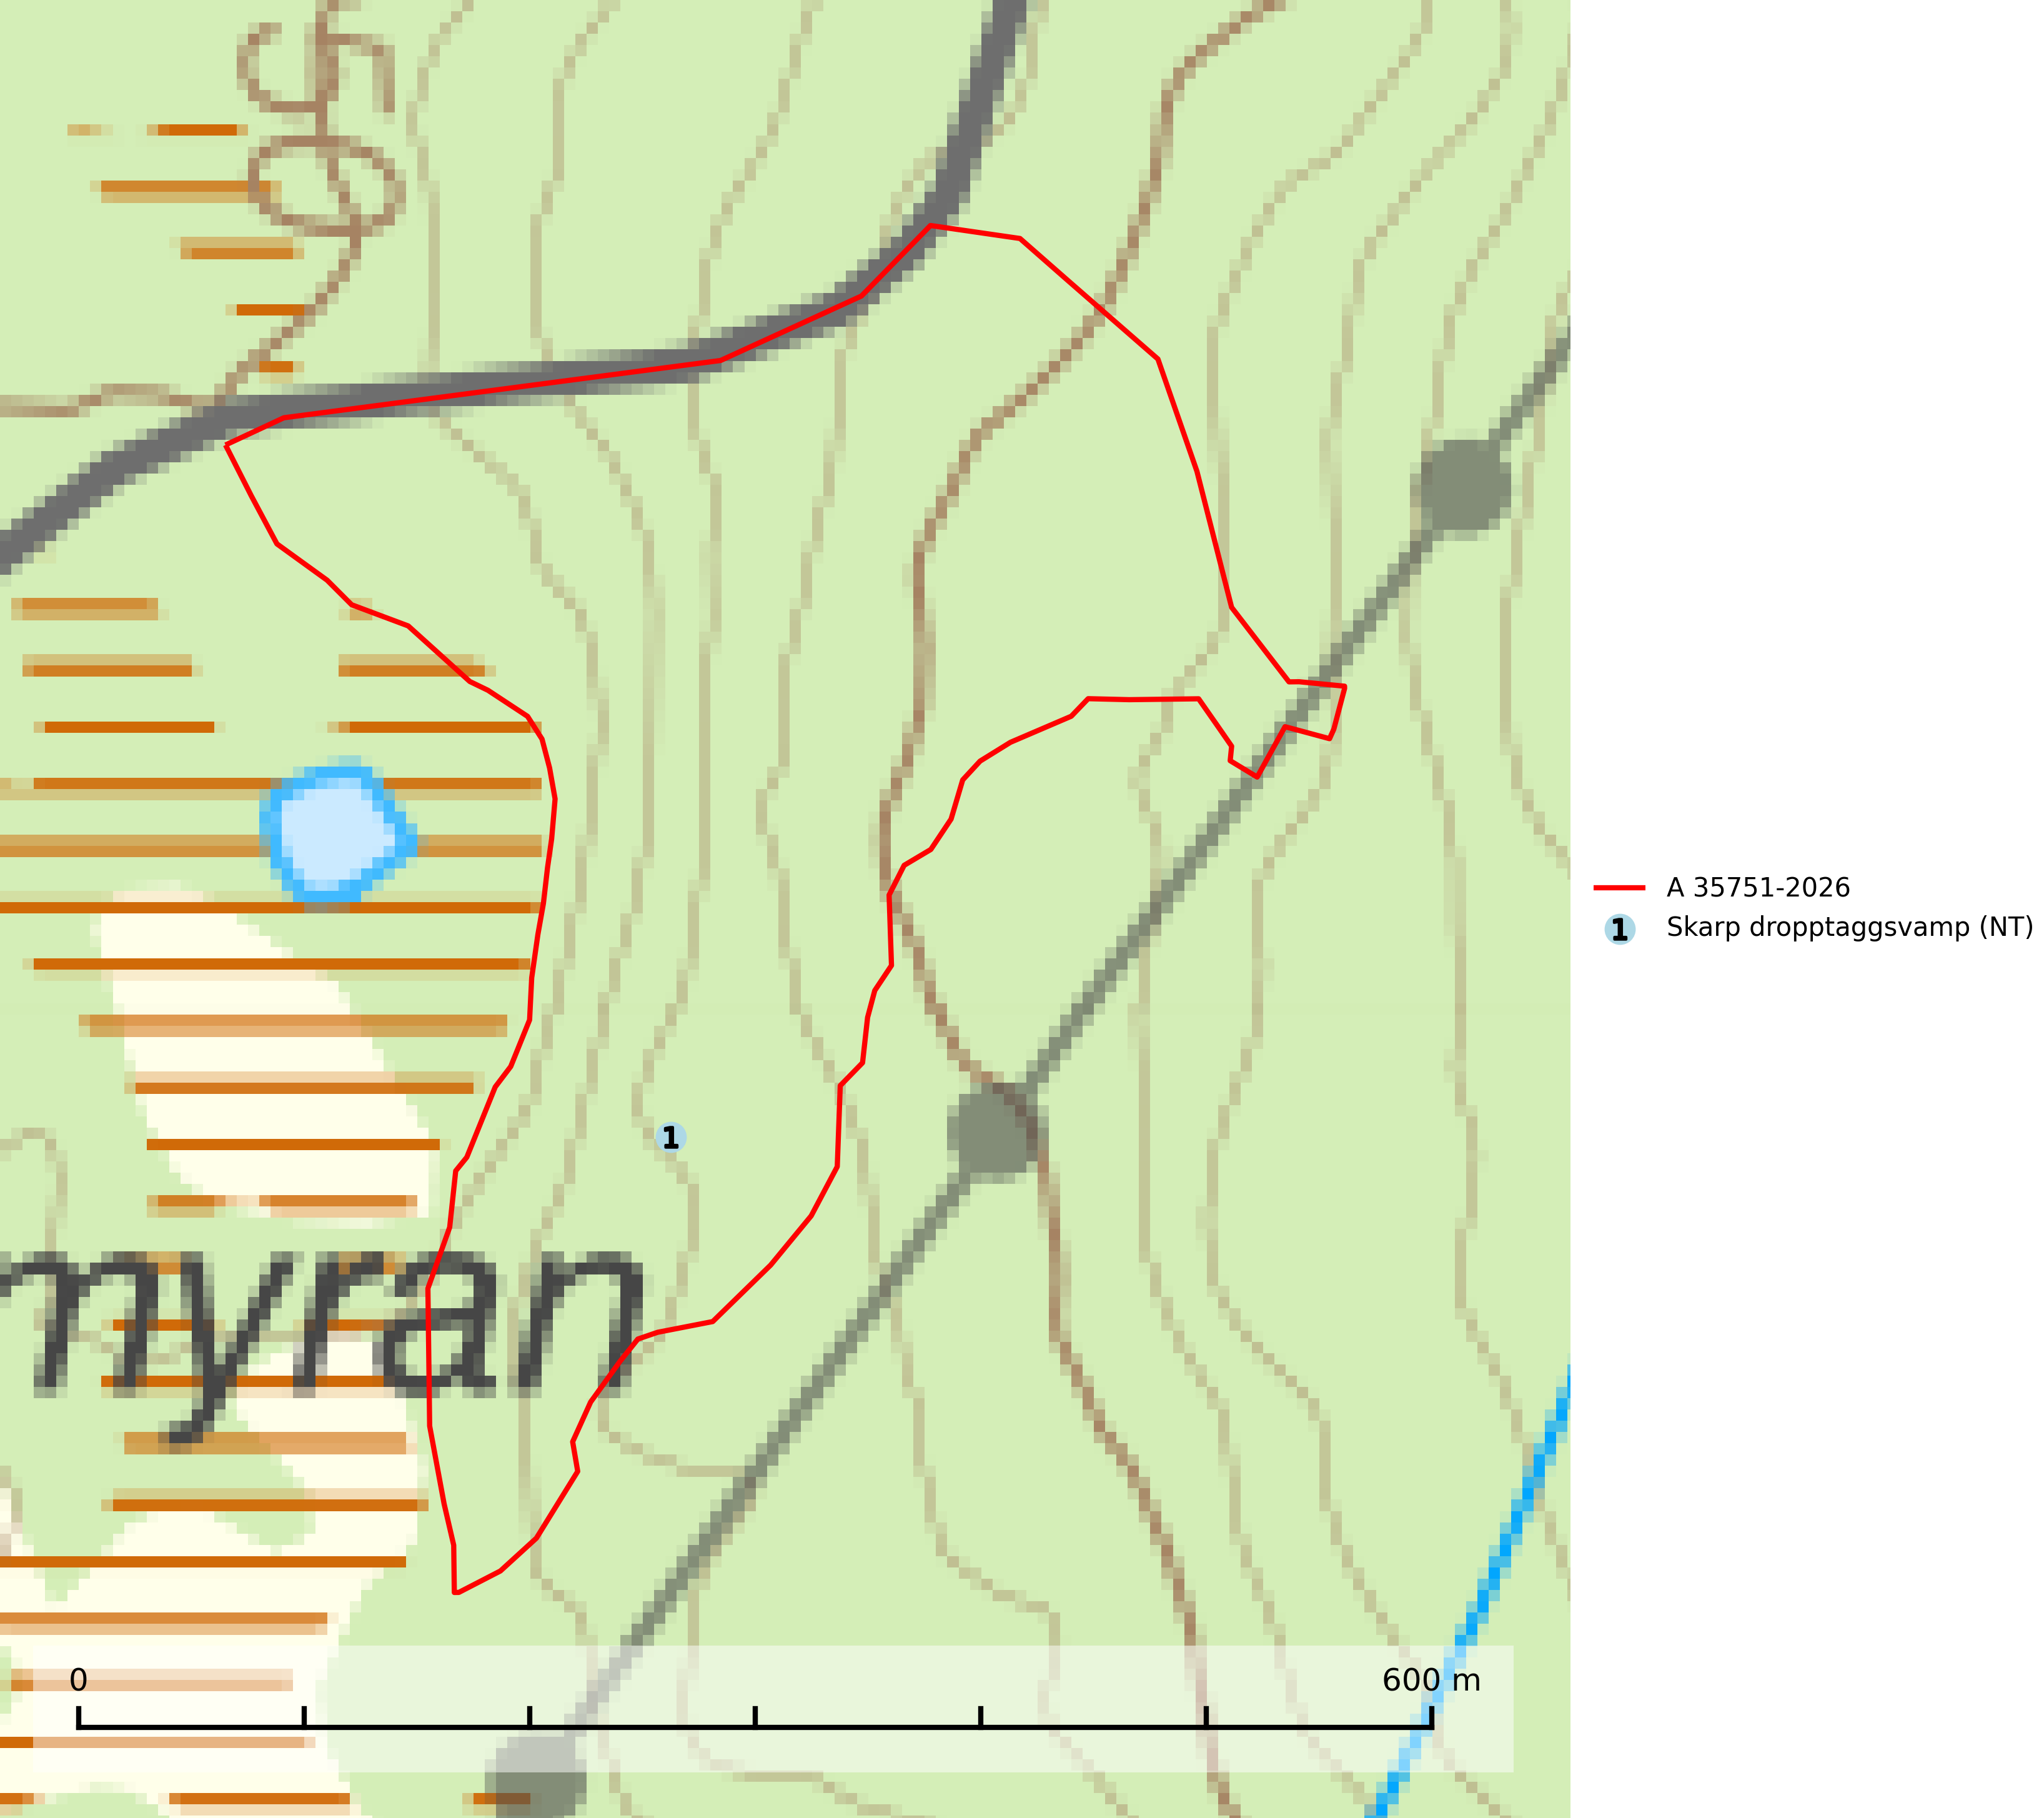 myran
A 35751-2026
1 Skarp dropptaggsvamp (NT)
1
0 600 m